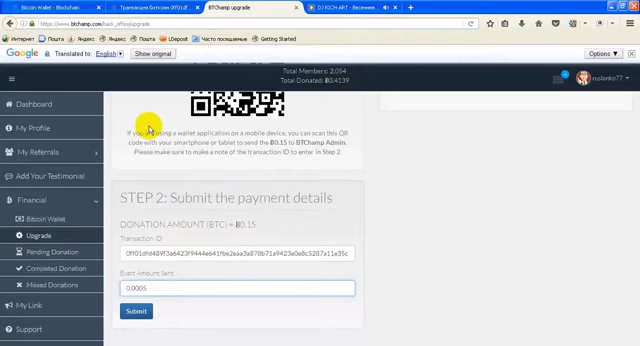 Bitcoin Wallet - Blockchain
Транзакция биткоин 0ff01df...
BTChamp upgrade
DJ RICH-ART - Весенние...
https://www.btchamp.com/back_office/upgrade
Поиск
Интернет
Почта
Яндекс
Яндекс
Почта
LDeposit
Часто посещаемые
Getting Started
Google
Translated to: English
Show original
Options ▼
Total Members: 2,054
Total Donated: Ƀ3.4139
ruslanko77
Dashboard
My Profile
My Referrals
Add Your Testimonial
Financial
Bitcoin Wallet
Upgrade
Pending Donation
Completed Donation
Missed Donations
My Link
Support
If you are using a wallet application on a mobile device, you can scan this QR
code with your smartphone or tablet to send the Ƀ0.15 to BTChamp Admin.
Please make sure to make a note of the transaction ID to enter in Step 2.
STEP 2: Submit the payment details
DONATION AMOUNT (BTC) = Ƀ0.15
Transaction ID
0ff01dfd489f3a6423f9444e641fbe2eaa3a878b71a9423e0e8c5287a11e35c
Exact Amount Sent
0.0005
Submit